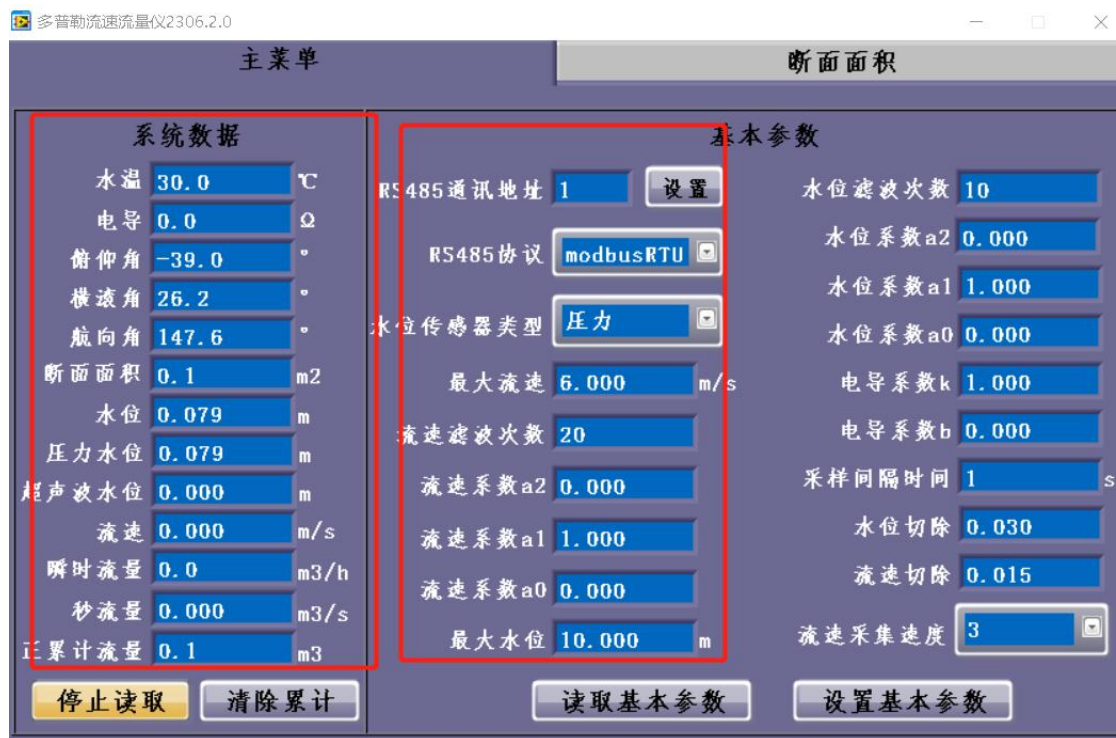 多普勒流速流量仪2306.2.0
主菜单
断面面积
系统数据
水温 30.0 ℃
电导 0.0 Ω
俯仰角 -39.0 °
横滚角 26.2 °
航向角 147.6 °
断面面积 0.1 m2
水位 0.079 m
压力水位 0.079 m
超声波水位 0.000 m
流速 0.000 m/s
瞬时流量 0.0 m3/h
秒流量 0.000 m3/s
正累计流量 0.1 m3
停止读取 清除累计
基本参数
RS485通讯地址 1 设置
RS485协议 modbusRTU
水位传感器类型 压力
最大流速 6.000 m/s
流速滤波次数 20
流速系数a2 0.000
流速系数a1 1.000
流速系数a0 0.000
最大水位 10.000 m
水位滤波次数 10
水位系数a2 0.000
水位系数a1 1.000
水位系数a0 0.000
电导系数k 1.000
电导系数b 0.000
采样间隔时间 1 s
水位切除 0.030
流速切除 0.015
流速采集速度 3
读取基本参数 设置基本参数